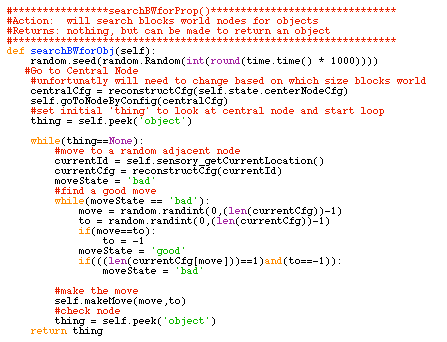 #***************searchBWforProp()*****************************
#Action:  will search blocks world nodes for objects
#Returns: nothing, but can be made to return an object
#**************************************************************
def searchBWforObj(self):
    random.seed(random.Random(int(round(time.time() * 1000))))
    #Go to Central Node
    #unfortunatly will need to change based on which size blocks world
    centralCfg = reconstructCfg(self.state.centerNodeCfg)
    self.goToNodeByConfig(centralCfg)
    #set initial 'thing' to look at central node and start loop
    thing = self.peek('object')
    while(thing==None):
        #move to a random adjacent node
        currentId = self.sensory_getCurrentLocation()
        currentCfg = reconstructCfg(currentId)
        moveState = 'bad'
        #find a good move
        while(moveState == 'bad'):
            move = random.randint(0,(len(currentCfg))-1)
            to = random.randint(0,(len(currentCfg))-1)
            if(move==to):
                to = -1
            moveState = 'good'
            if(((len(currentCfg[move]))==1)and(to==-1)):
                moveState = 'bad'
        #make the move
        self.makeMove(move,to)
        #check node
        thing = self.peek('object')
    return thing